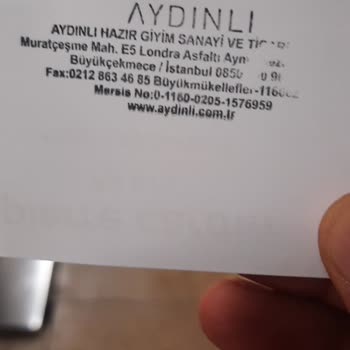 AYDINLI
AYDINLI HAZIR GİYİM SANAYİ VE
Muratçeşme Mah. E5 Londra Asfaltı
Büyükçekmece / İstanbul 0850
Fax:0212 863 46 85 Büyükmükellefler
Mersis No:0-1160-0205-1576959
www.aydinli.com.tr